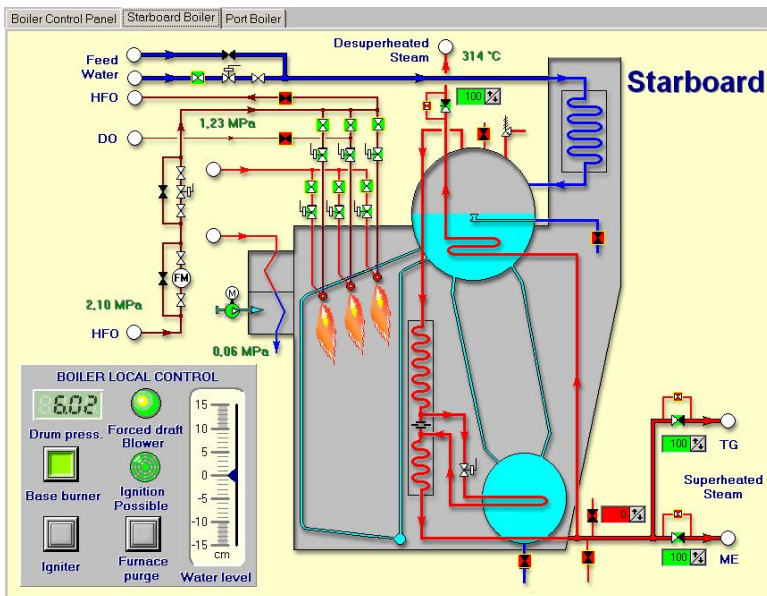 Boiler Control Panel
Starboard Boiler
Port Boiler
Feed
Water
HFO
DO
1,23 MPa
2,10 MPa
HFO
FM
M
0,06 MPa
Desuperheated
Steam
314 °C
100
Starboard
BOILER LOCAL CONTROL
6.02
Drum press.
Forced draft
Blower
Base burner
Ignition
Possible
Igniter
Furnace
purge
15
10
5
0
-5
-10
-15
cm
Water level
100
TG
Superheated
Steam
0
100
ME